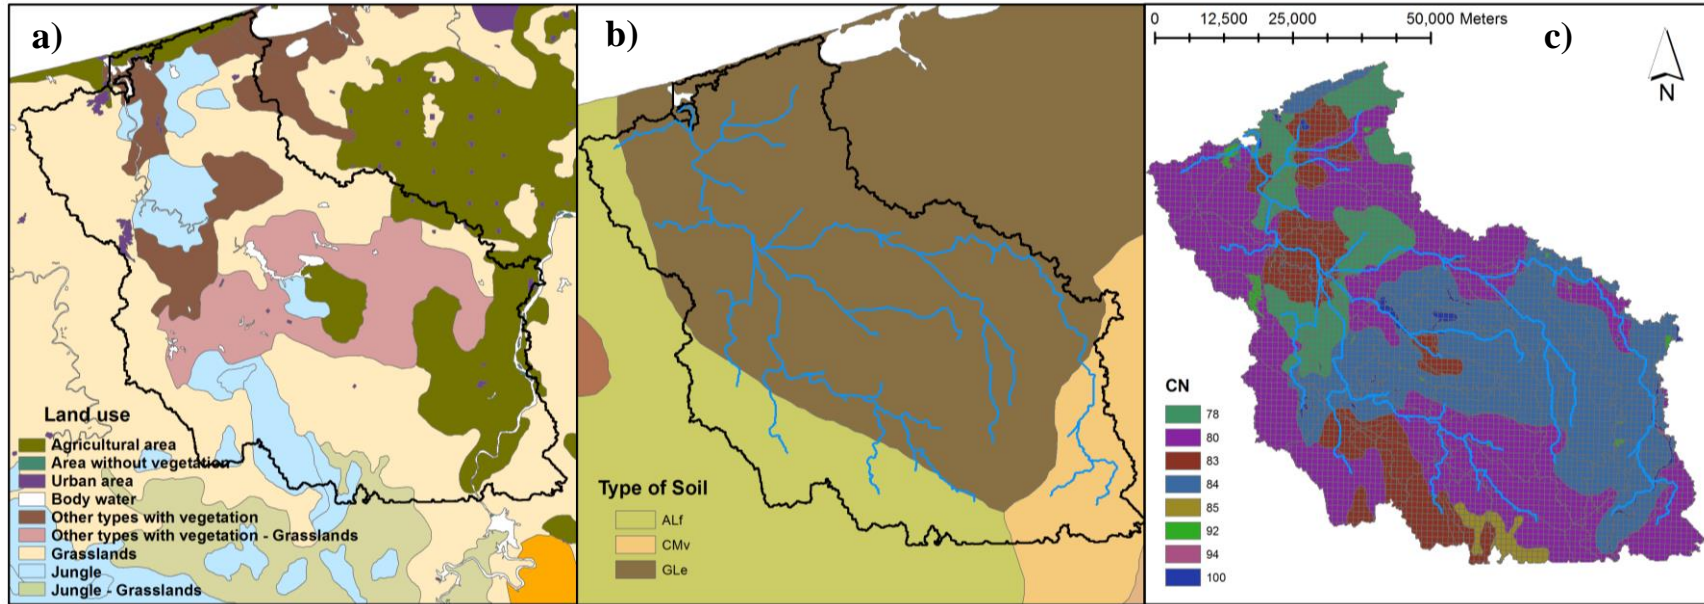 a)
Land use
Agricultural area
Area without vegetation
Urban area
Body water
Other types with vegetation
Other types with vegetation - Grasslands
Grasslands
Jungle
Jungle - Grasslands
b)
Type of Soil
ALf
CMv
GLe
0 12,500 25,000 50,000 Meters
c)
N
CN
78
80
83
84
85
92
94
100